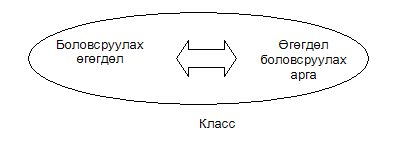 Боловсруулах
өгөгдөл
Өгөгдөл
боловсруулах
арга
Класс